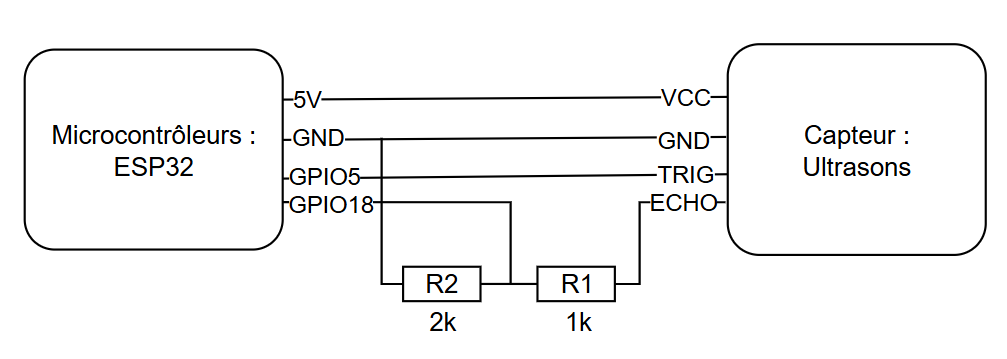 Microcontrôleurs :
ESP32
5V
GND
GPIO5
GPIO18
VCC
GND
TRIG
ECHO
Capteur :
Ultrasons
R2
R1
2k
1k